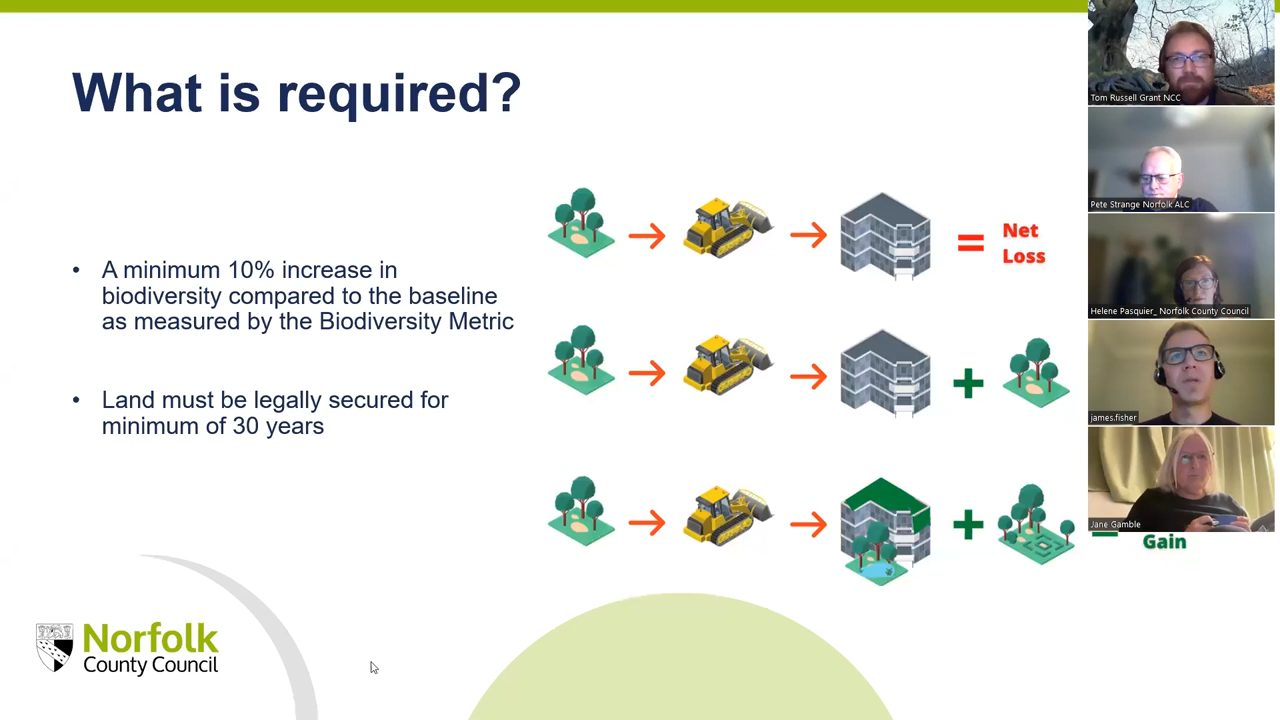 What is required?
• A minimum 10% increase in
biodiversity compared to the baseline
as measured by the Biodiversity Metric
• Land must be legally secured for
minimum of 30 years
Net
Loss
Gain
Norfolk
County Council
Tom Russell Grant NCC
Pete Strange Norfolk ALC
Helene Pasquier_ Norfolk County Council
james.fisher
Jane Gamble